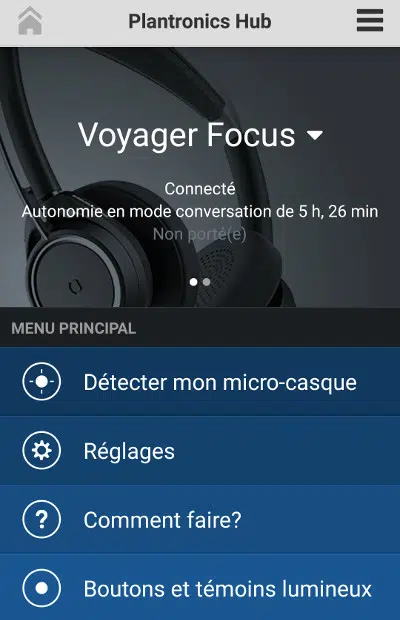 Plantronics Hub
Voyager Focus
Connecté
Autonomie en mode conversation de 5 h, 26 min
Non porté(e)
MENU PRINCIPAL
Détecter mon micro-casque
Réglages
Comment faire?
Boutons et témoins lumineux